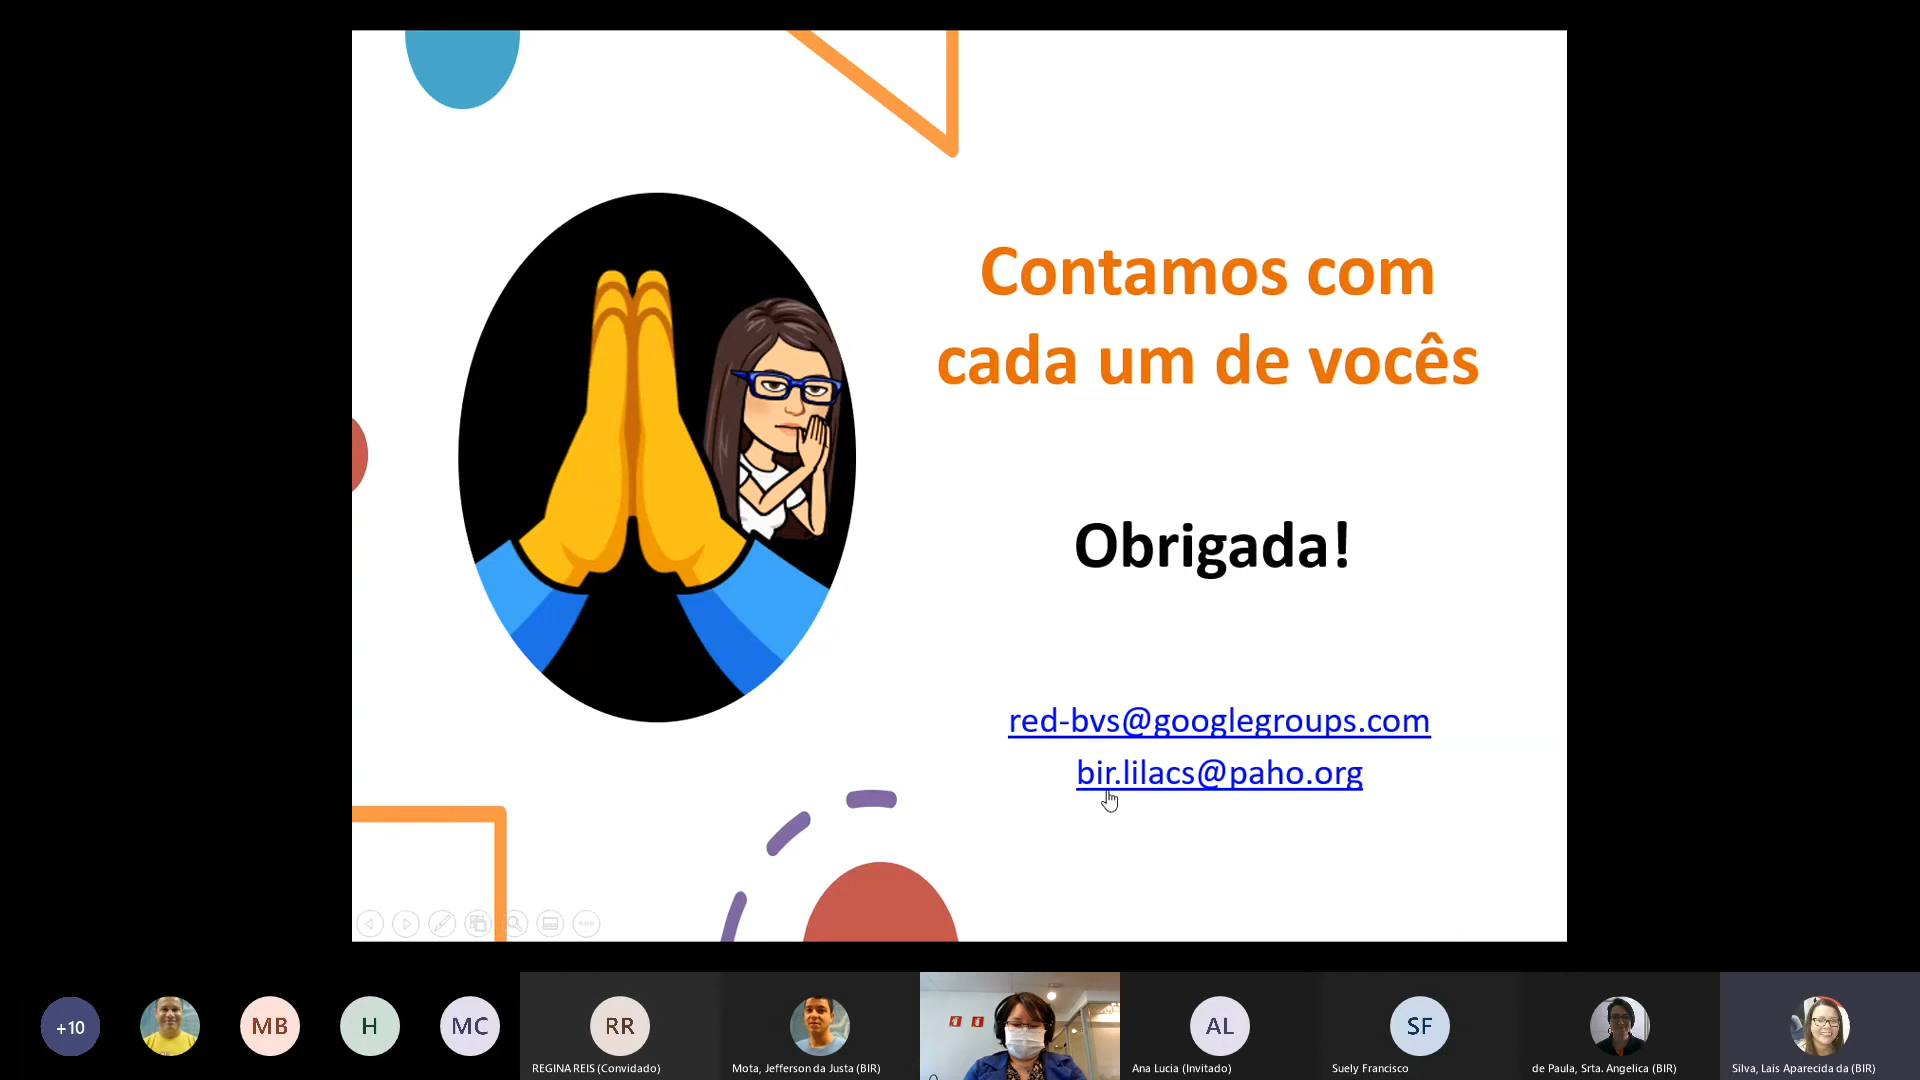 Contamos com
cada um de vocês
Obrigada!
red-bvs@googlegroups.com
bir.lilacs@paho.org
+10
MB
H
MC
RR
AL
SF
REGINA REIS (Convidado)
Mota, Jefferson da Justa (BIR)
Ana Lucia (Invitado)
Suely Francisco
de Paula, Srta. Angelica (BIR)
Silva, Lais Aparecida da (BIR)